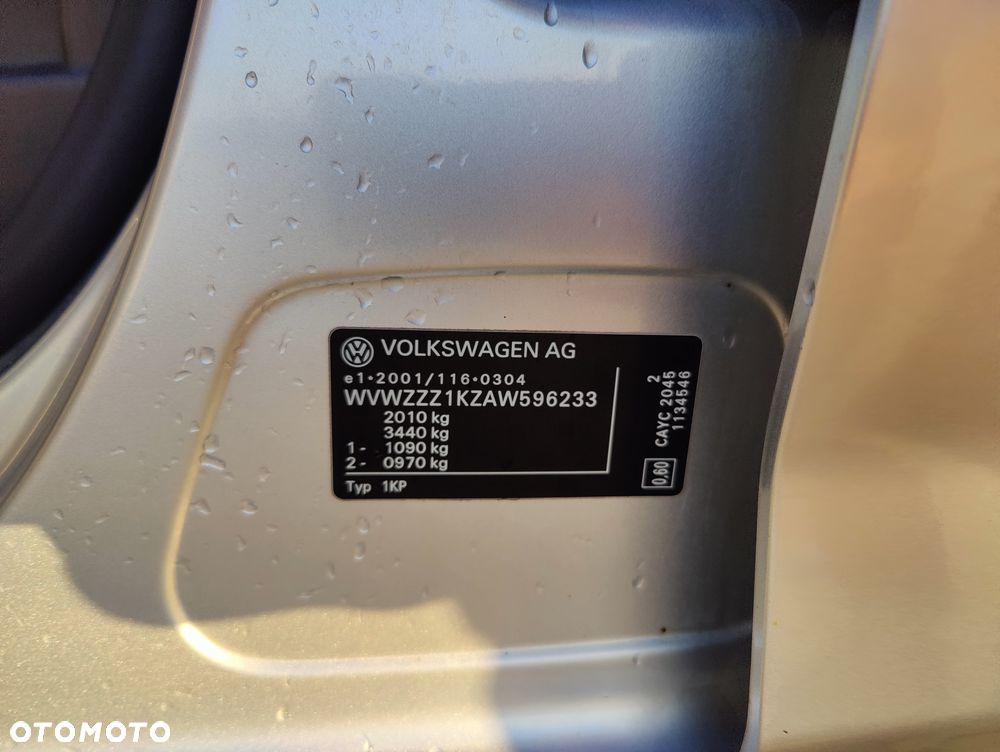 VOLKSWAGEN AG
e1*2001/116*0304
WVWZZZ1KZAW596233
2010 kg
3440 kg
1- 1090 kg
2- 0970 kg
Typ 1KP
2
CAYC 2045
1134546
0,60
OTOMOTO